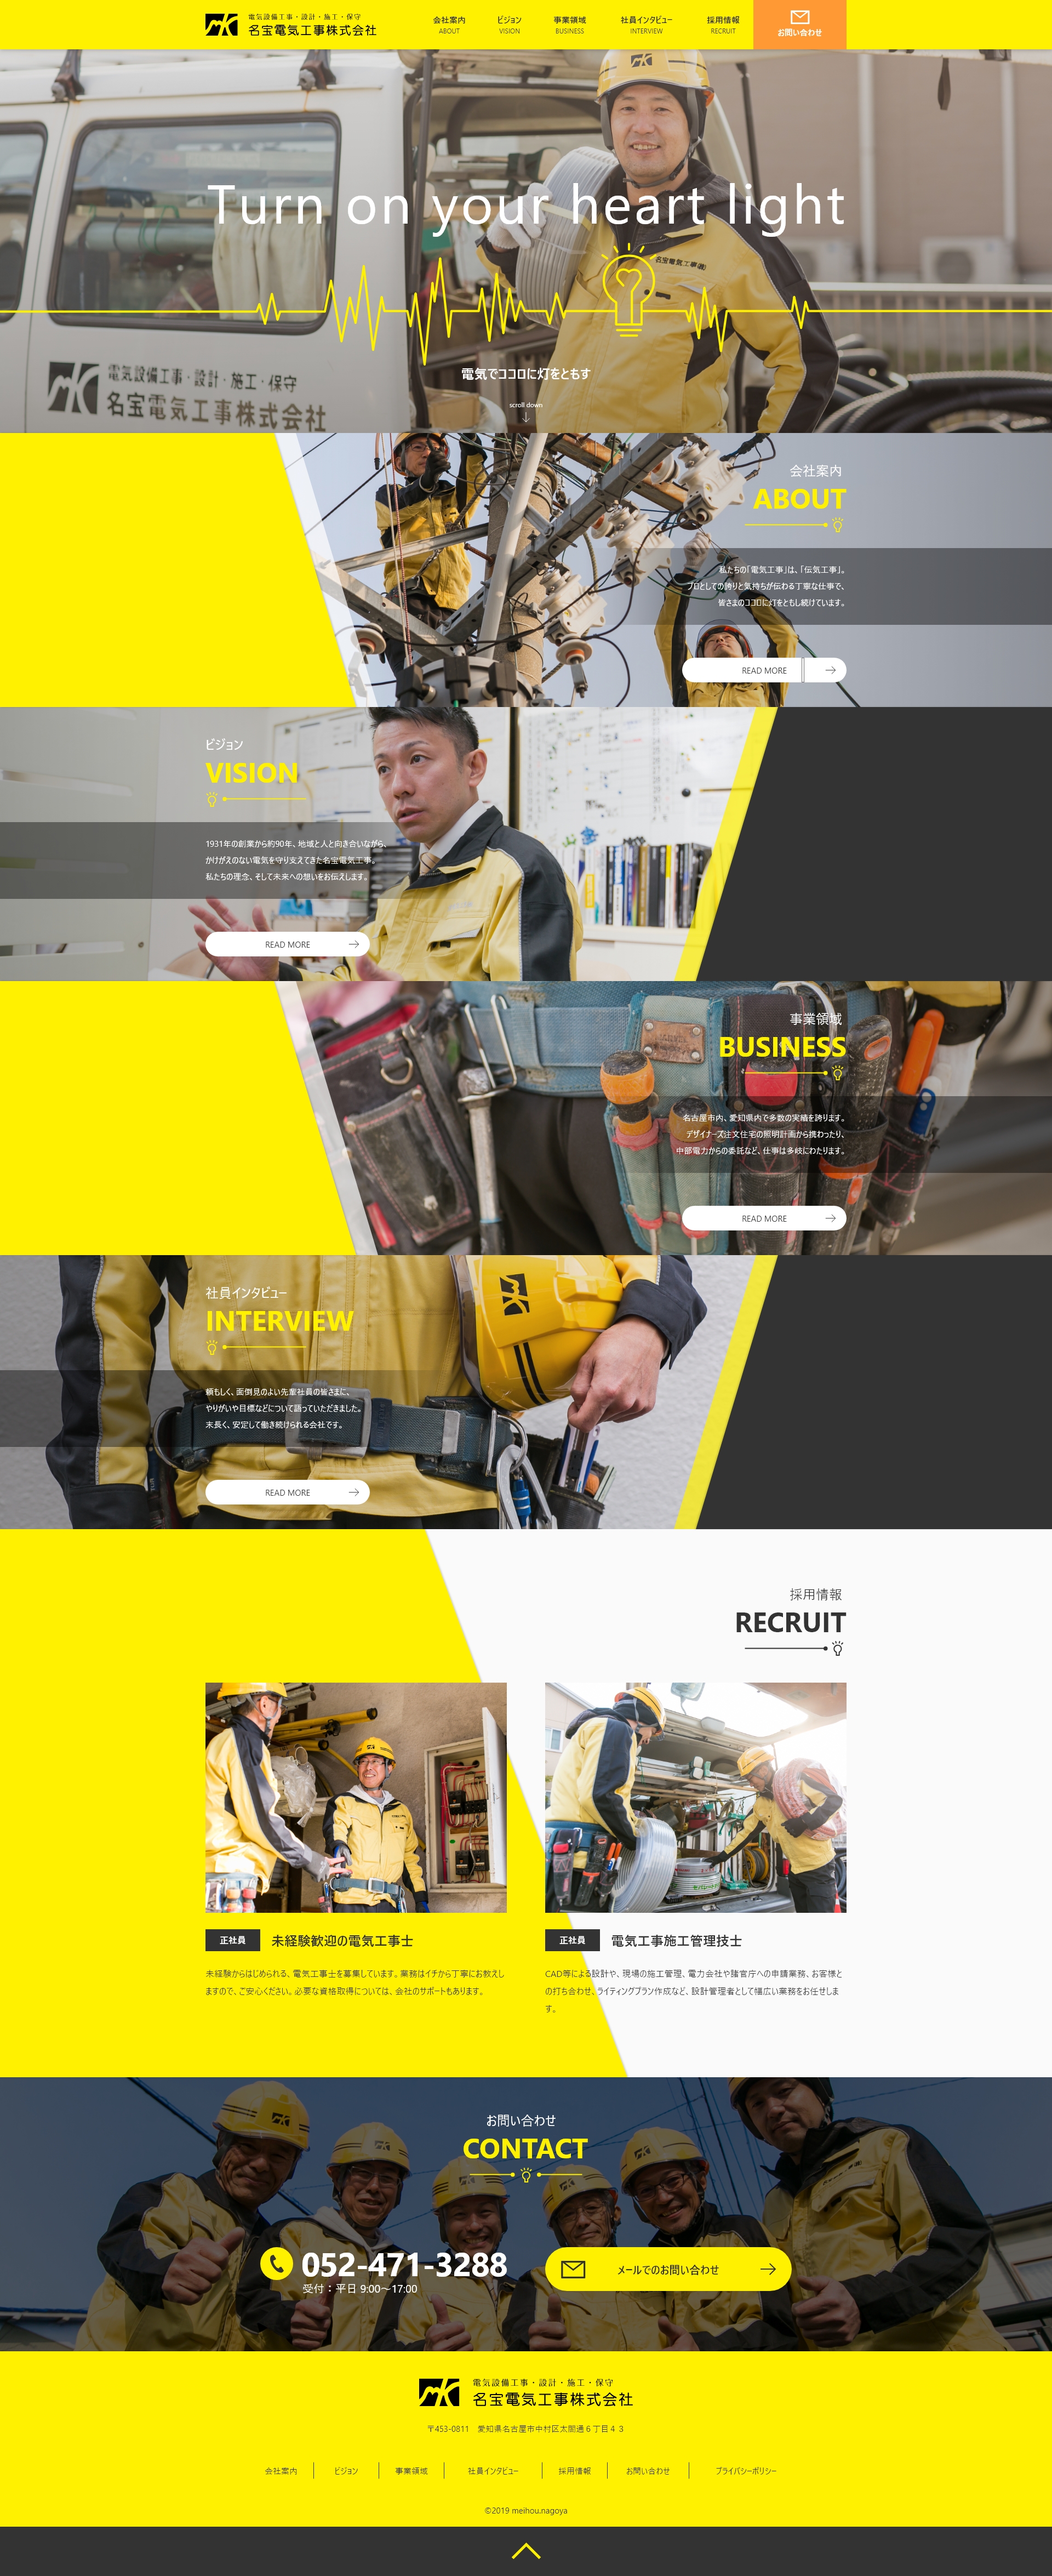 電気設備工事・設計・施工・保守
名宝電気工事株式会社
会社案内
ABOUT
ビジョン
VISION
事業領域
BUSINESS
社員インタビュー
INTERVIEW
採用情報
RECRUIT
お問い合わせ
Turn on your heart light
名宝電気工事㈱
電気設備工事・設計・施工・保守
名宝電気工事株式会社
電気でココロに灯をともす
scroll down
会社案内
ABOUT
私たちの「電気工事」は、「伝気工事」。
プロとしての誇りと気持ちが伝わる丁寧な仕事で、
皆さまのココロに灯をともし続けています。
READ MORE
ビジョン
VISION
1931年の創業から約90年、地域と人と向き合いながら、
かけがえのない電気を守り支えてきた名宝電気工事。
私たちの理念、そして未来への想いをお伝えします。
READ MORE
事業領域
BUSINESS
名古屋市内、愛知県内で多数の実績を誇ります。
デザイナーズ注文住宅の照明計画から携わったり、
中部電力からの委託など、仕事は多岐にわたります。
READ MORE
社員インタビュー
INTERVIEW
頼もしく、面倒見のよい先輩社員の皆さまに、
やりがいや目標などについて語っていただきました。
末長く、安定して働き続けられる会社です。
READ MORE
採用情報
RECRUIT
正社員 未経験歓迎の電気工事士
未経験からはじめられる、電気工事士を募集しています。業務はイチから丁寧にお教えし
ますので、ご安心ください。必要な資格取得については、会社のサポートもあります。
正社員 電気工事施工管理技士
CAD等による設計や、現場の施工管理、電力会社や諸官庁への申請業務、お客様と
の打ち合わせ、ライティングプラン作成など、設計管理者として幅広い業務をお任せしま
す。
お問い合わせ
CONTACT
052-471-3288
受付：平日 9:00～17:00
メールでのお問い合わせ
電気設備工事・設計・施工・保守
名宝電気工事株式会社
〒453-0811 愛知県名古屋市中村区太閤通６丁目４３
会社案内
ビジョン
事業領域
社員インタビュー
採用情報
お問い合わせ
プライバシーポリシー
©2019 meihou.nagoya